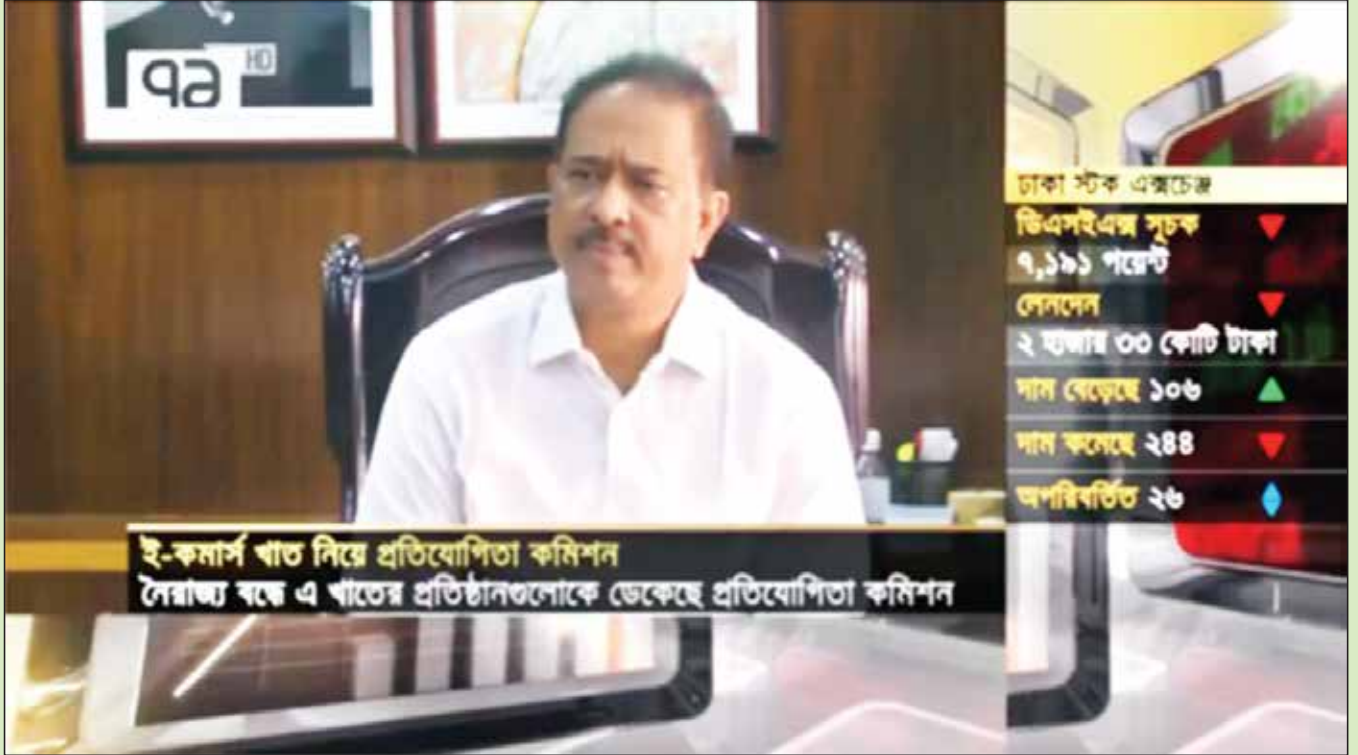 ৭১
HD
ঢাকা স্টক এক্সচেঞ্জ
ডিএসইএক্স সূচক
৭,১৯১ পয়েন্ট
লেনদেন
২ হাজার ৩৩ কোটি টাকা
দাম বেড়েছে ১০৬
দাম কমেছে ২৪৪
অপরিবর্তিত ২৬
ই-কমার্স খাত নিয়ে প্রতিযোগিতা কমিশন
নৈরাজ্য বন্ধে এ খাতের প্রতিষ্ঠানগুলোকে ডেকেছে প্রতিযোগিতা কমিশন